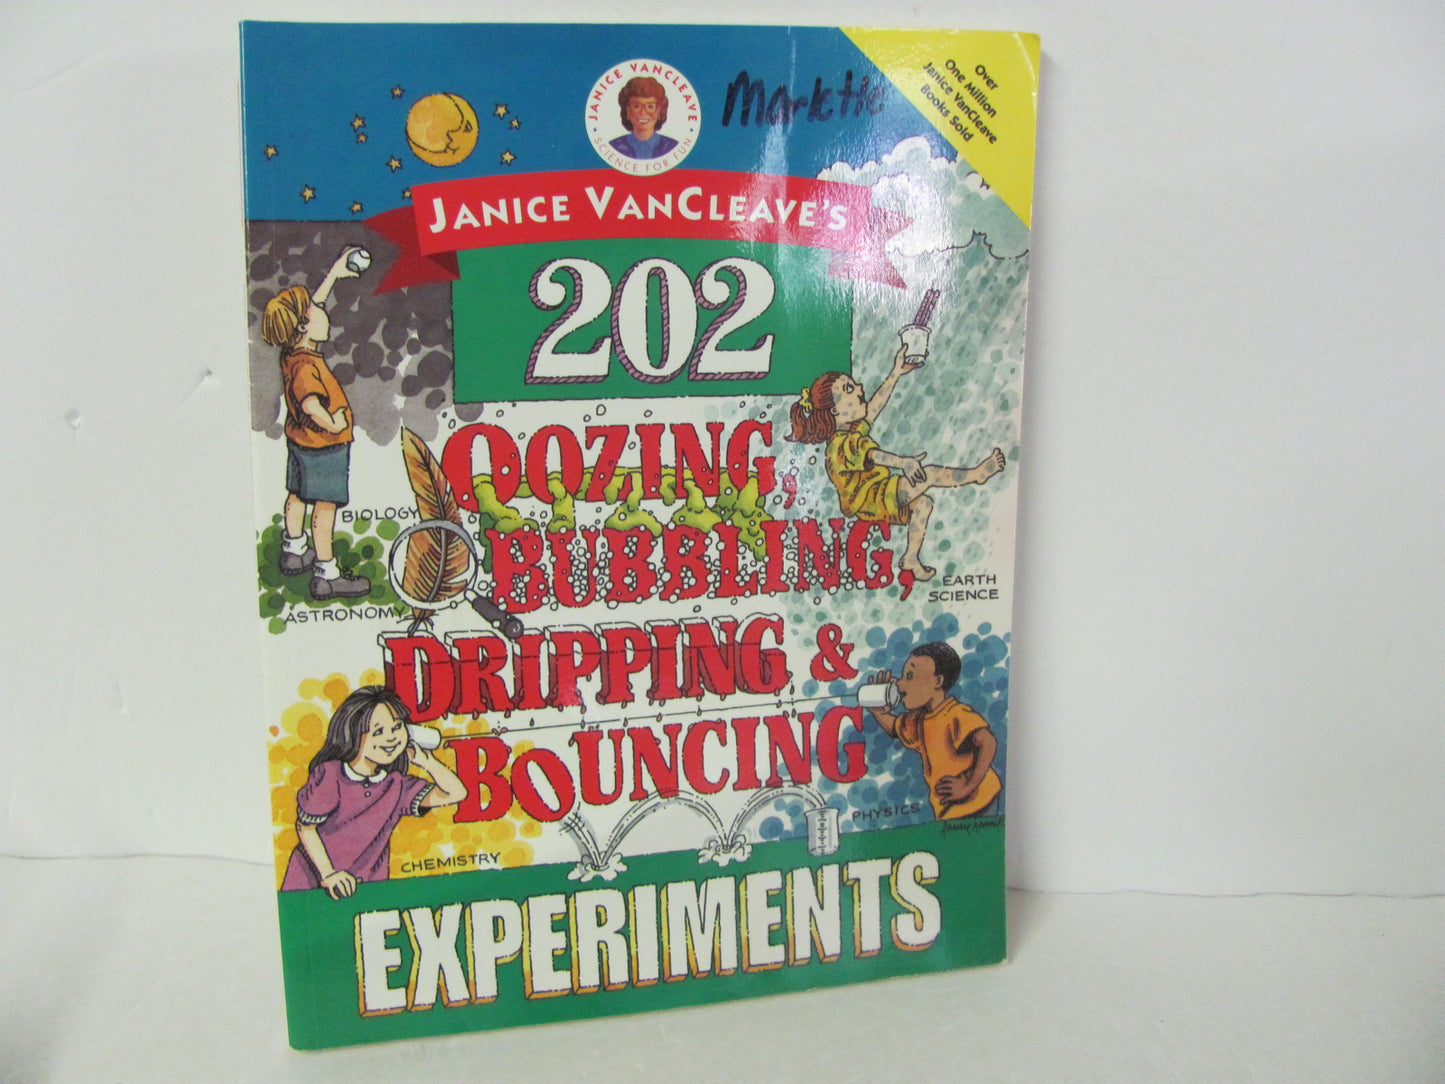 JANICE VANCLEAVE
SCIENCE FOR FUN
Over
One Million
Janice VanCleave
Books Sold
JANICE VANCLEAVE'S
202
OOZING,
BUBBLING,
DRIPPING &
BOUNCING
EXPERIMENTS
BIOLOGY
ASTRONOMY
EARTH
SCIENCE
PHYSICS
CHEMISTRY